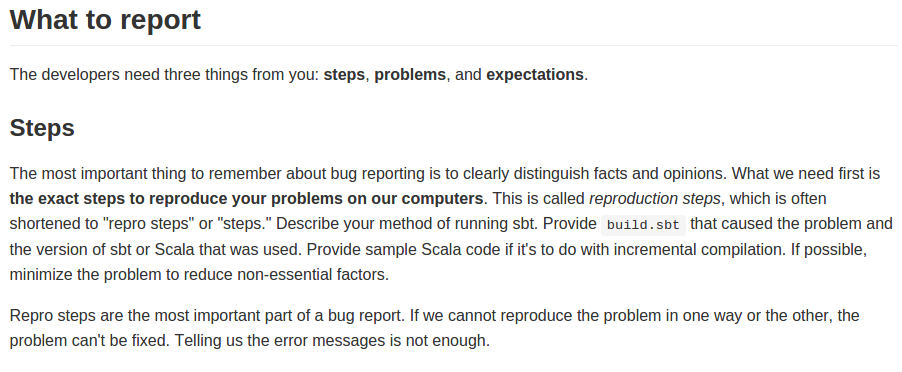 What to report
The developers need three things from you: steps, problems, and expectations.
Steps
The most important thing to remember about bug reporting is to clearly distinguish facts and opinions. What we need first is
the exact steps to reproduce your problems on our computers. This is called reproduction steps, which is often
shortened to "repro steps" or "steps." Describe your method of running sbt. Provide build.sbt that caused the problem and
the version of sbt or Scala that was used. Provide sample Scala code if it's to do with incremental compilation. If possible,
minimize the problem to reduce non-essential factors.
Repro steps are the most important part of a bug report. If we cannot reproduce the problem in one way or the other, the
problem can't be fixed. Telling us the error messages is not enough.